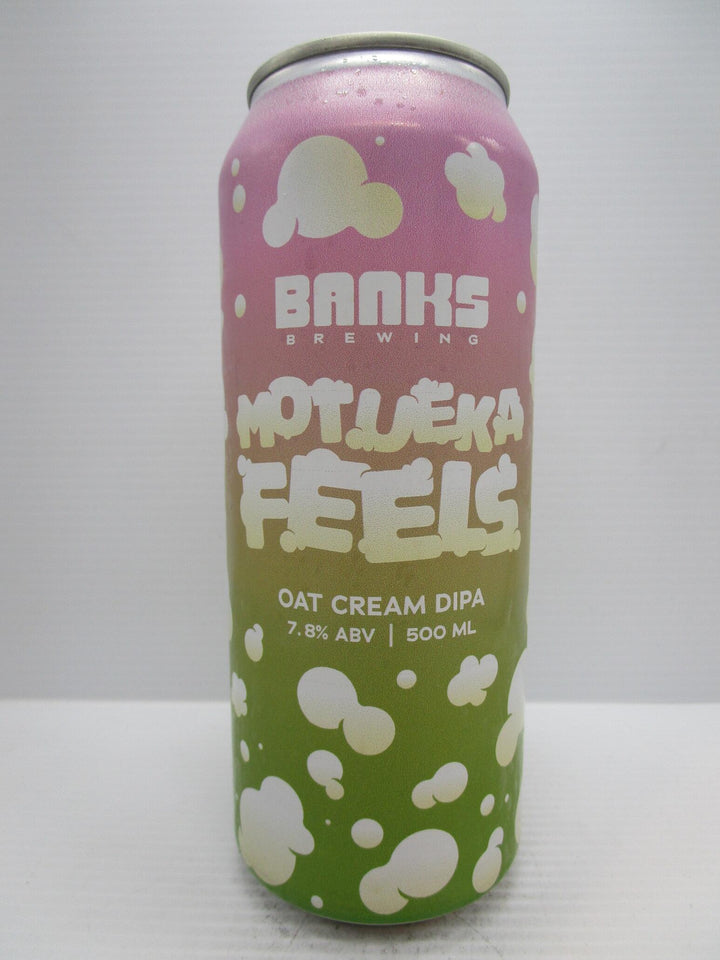 BANKS
BREWING
MOTUEKA
FEELS
OAT CREAM DIPA
7.8% ABV | 500 ML